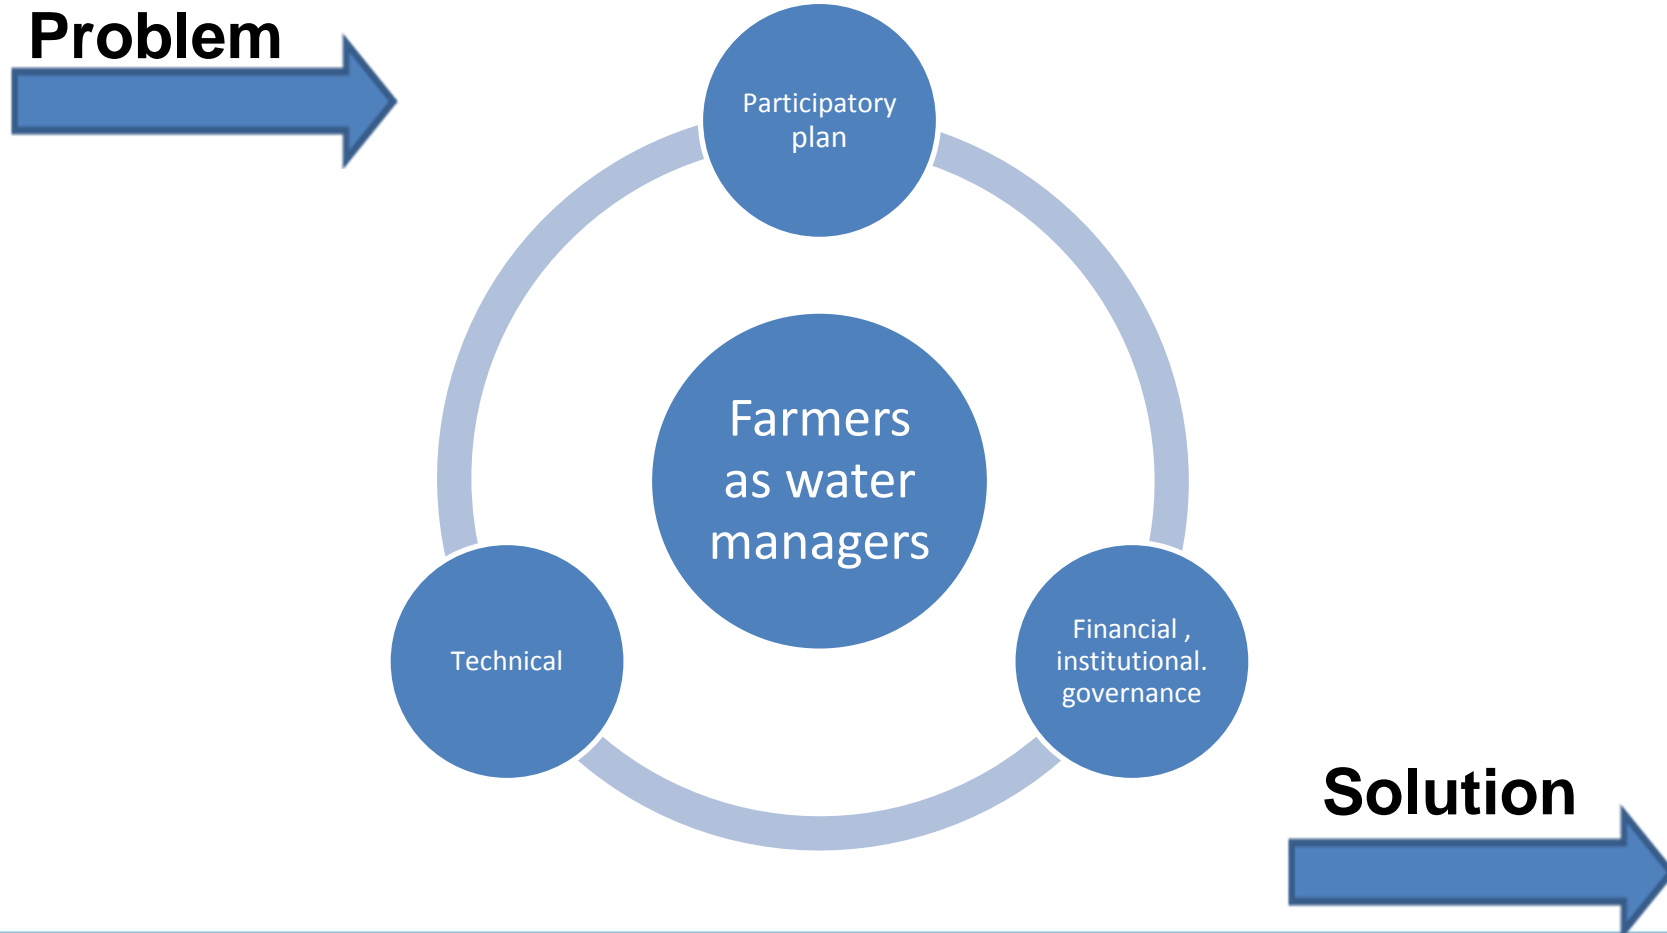 Problem
Participatory
plan
Farmers
as water
managers
Technical
Financial ,
institutional.
governance
Solution